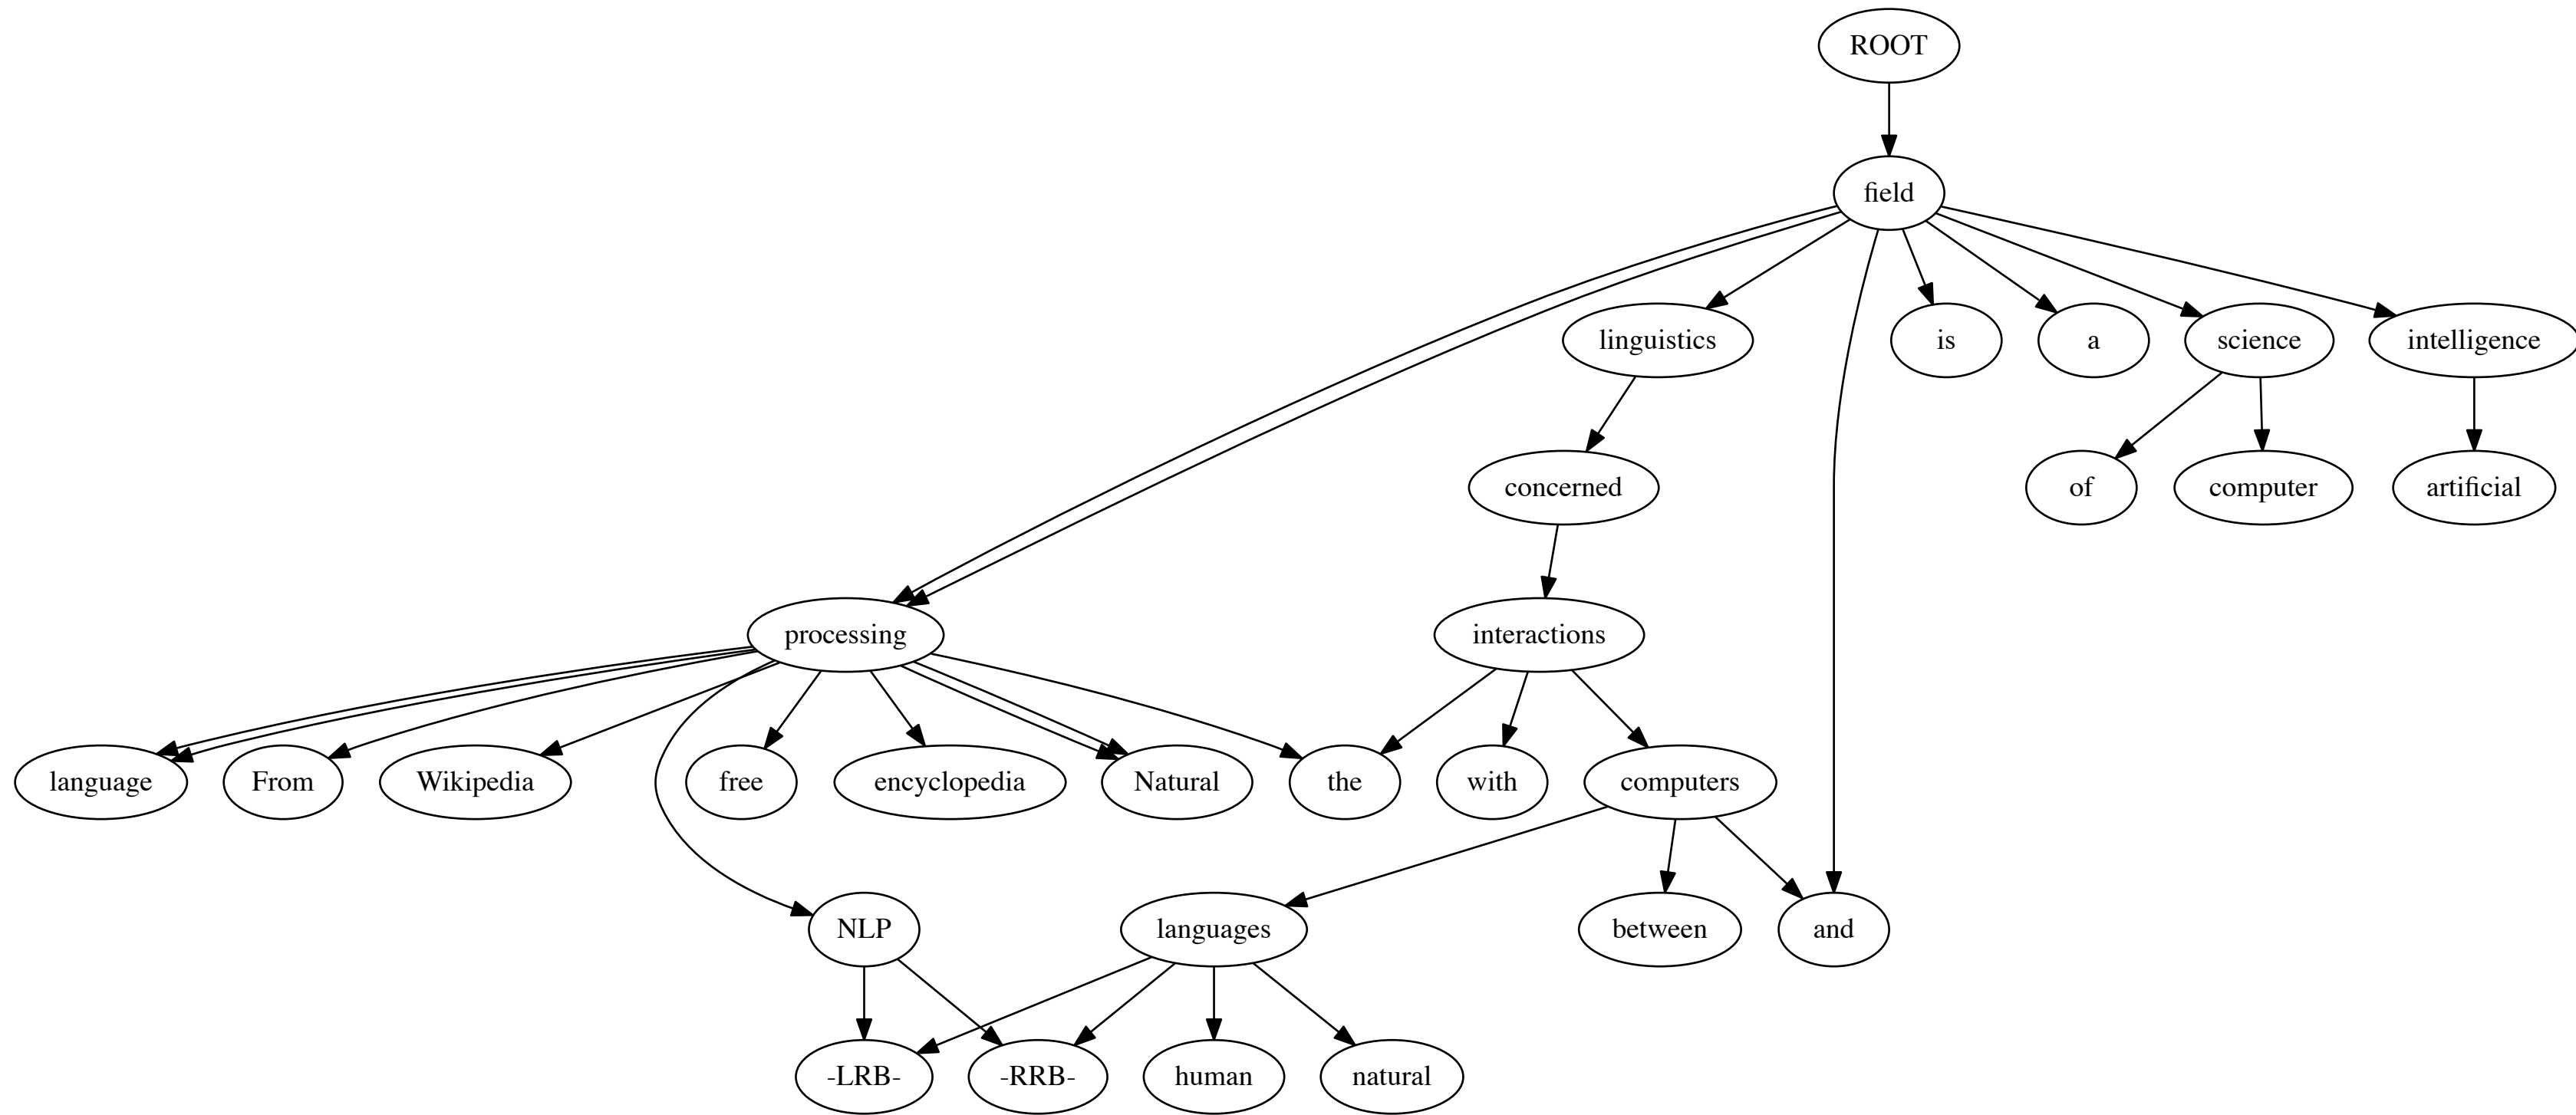 ROOT
field
linguistics
is
a
science
intelligence
concerned
of
computer
artificial
processing
interactions
language
From
Wikipedia
free
encyclopedia
Natural
the
with
computers
NLP
languages
between
and
-LRB-
-RRB-
human
natural